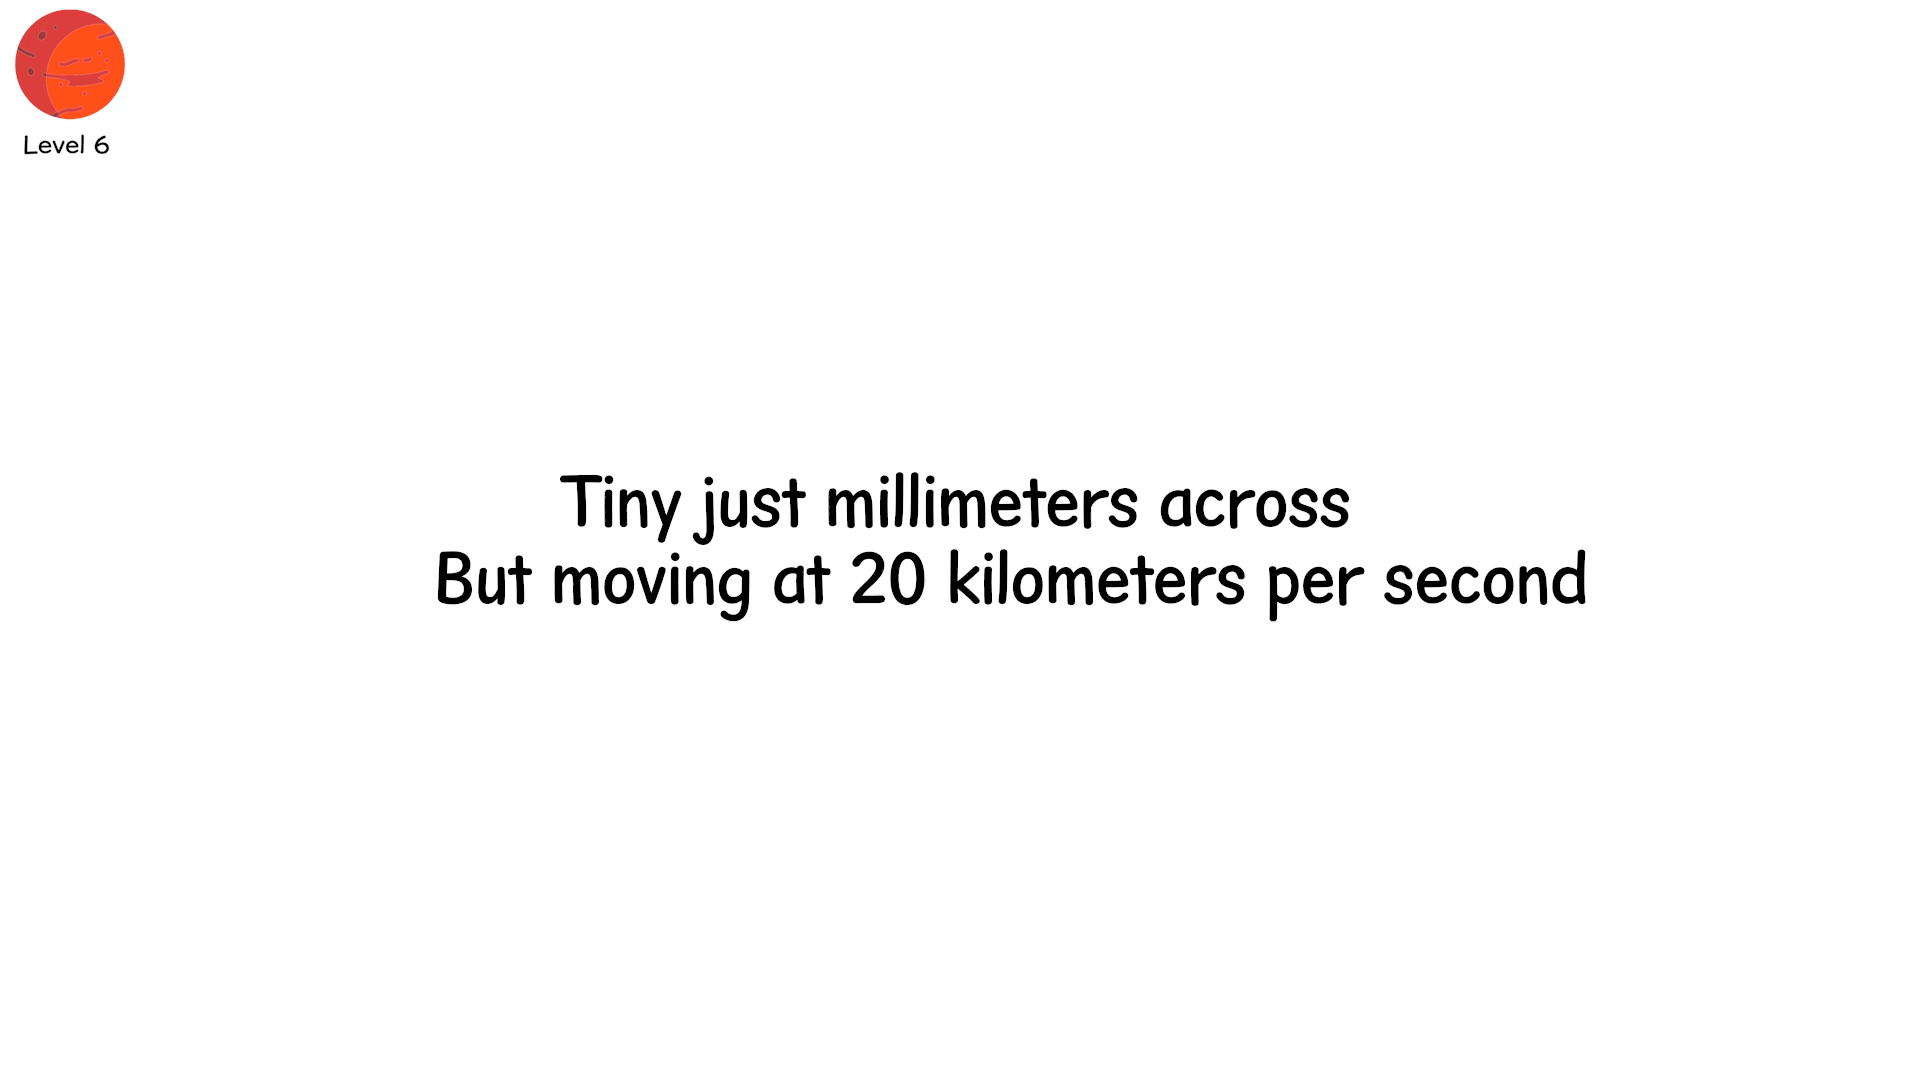 Level 6
Tiny just millimeters across
But moving at 20 kilometers per second